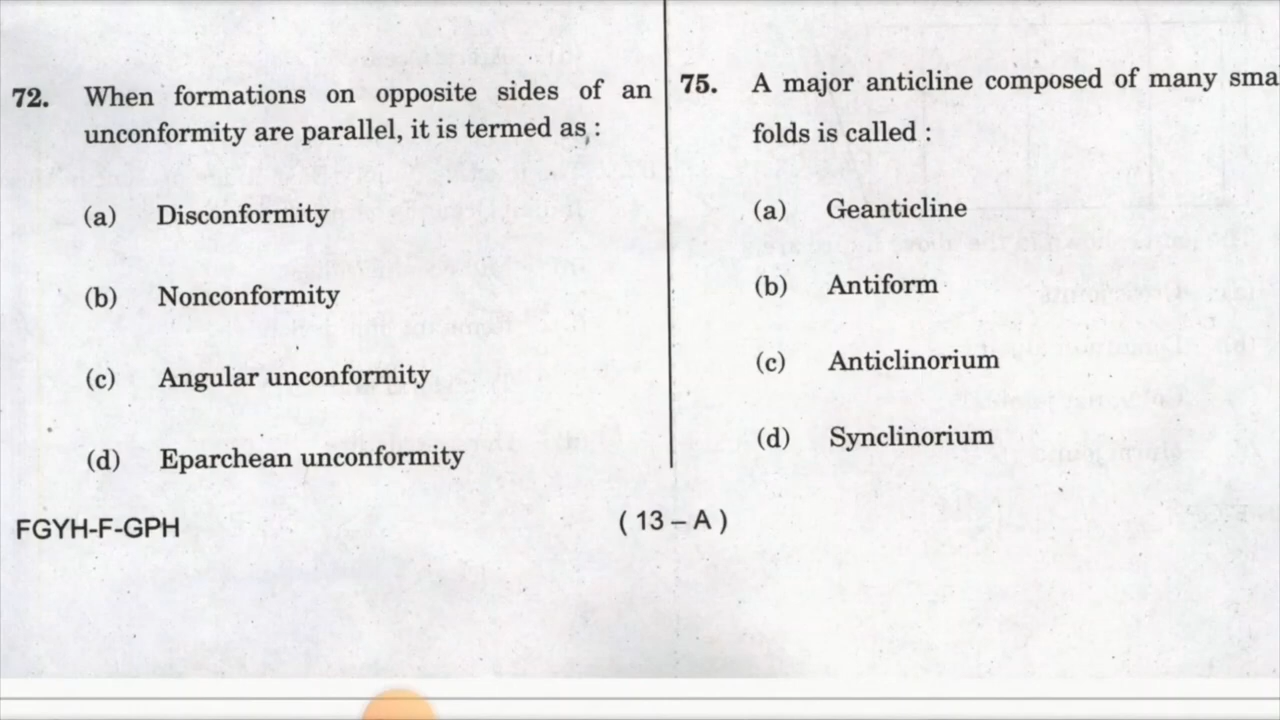 72. When formations on opposite sides of an
unconformity are parallel, it is termed as :
(a) Disconformity
(b) Nonconformity
(c) Angular unconformity
(d) Eparchean unconformity
75. A major anticline composed of many
folds is called :
(a) Geanticline
(b) Antiform
(c) Anticlinorium
(d) Synclinorium
FGYH-F-GPH
( 13 – A )